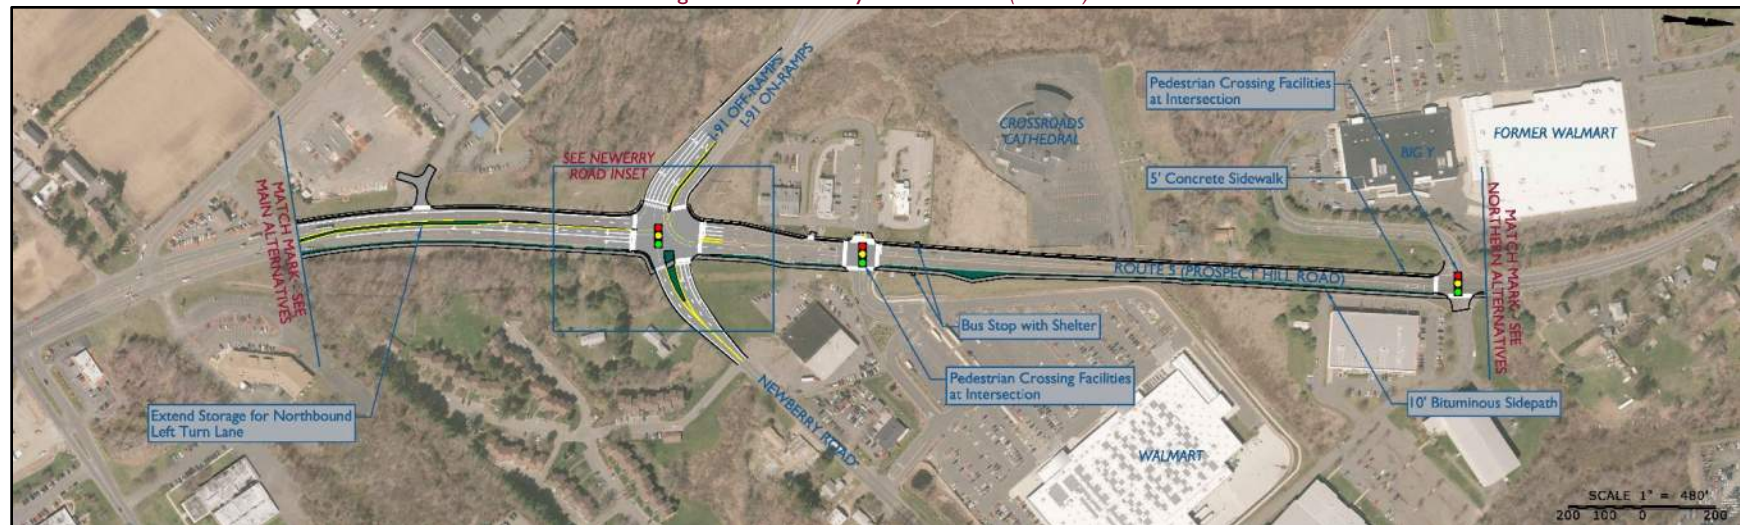 I-91 OFF-RAMPS
I-91 ON-RAMPS
Pedestrian Crossing Facilities
at Intersection
CROSSROADS
CATHEDRAL
FORMER WALMART
BIG Y
SEE NEWERRY
ROAD INSET
5' Concrete Sidewalk
MATCH MARK - SEE
MAIN ALTERNATIVES
MATCH MARK - SEE
NORTHERN ALTERNATIVES
ROUTE 5 (PROSPECT HILL ROAD)
Bus Stop with Shelter
Pedestrian Crossing Facilities
at Intersection
10' Bituminous Sidepath
Extend Storage for Northbound
Left Turn Lane
NEWBERRY ROAD
WALMART
SCALE 1" = 480'
200 100 0 200